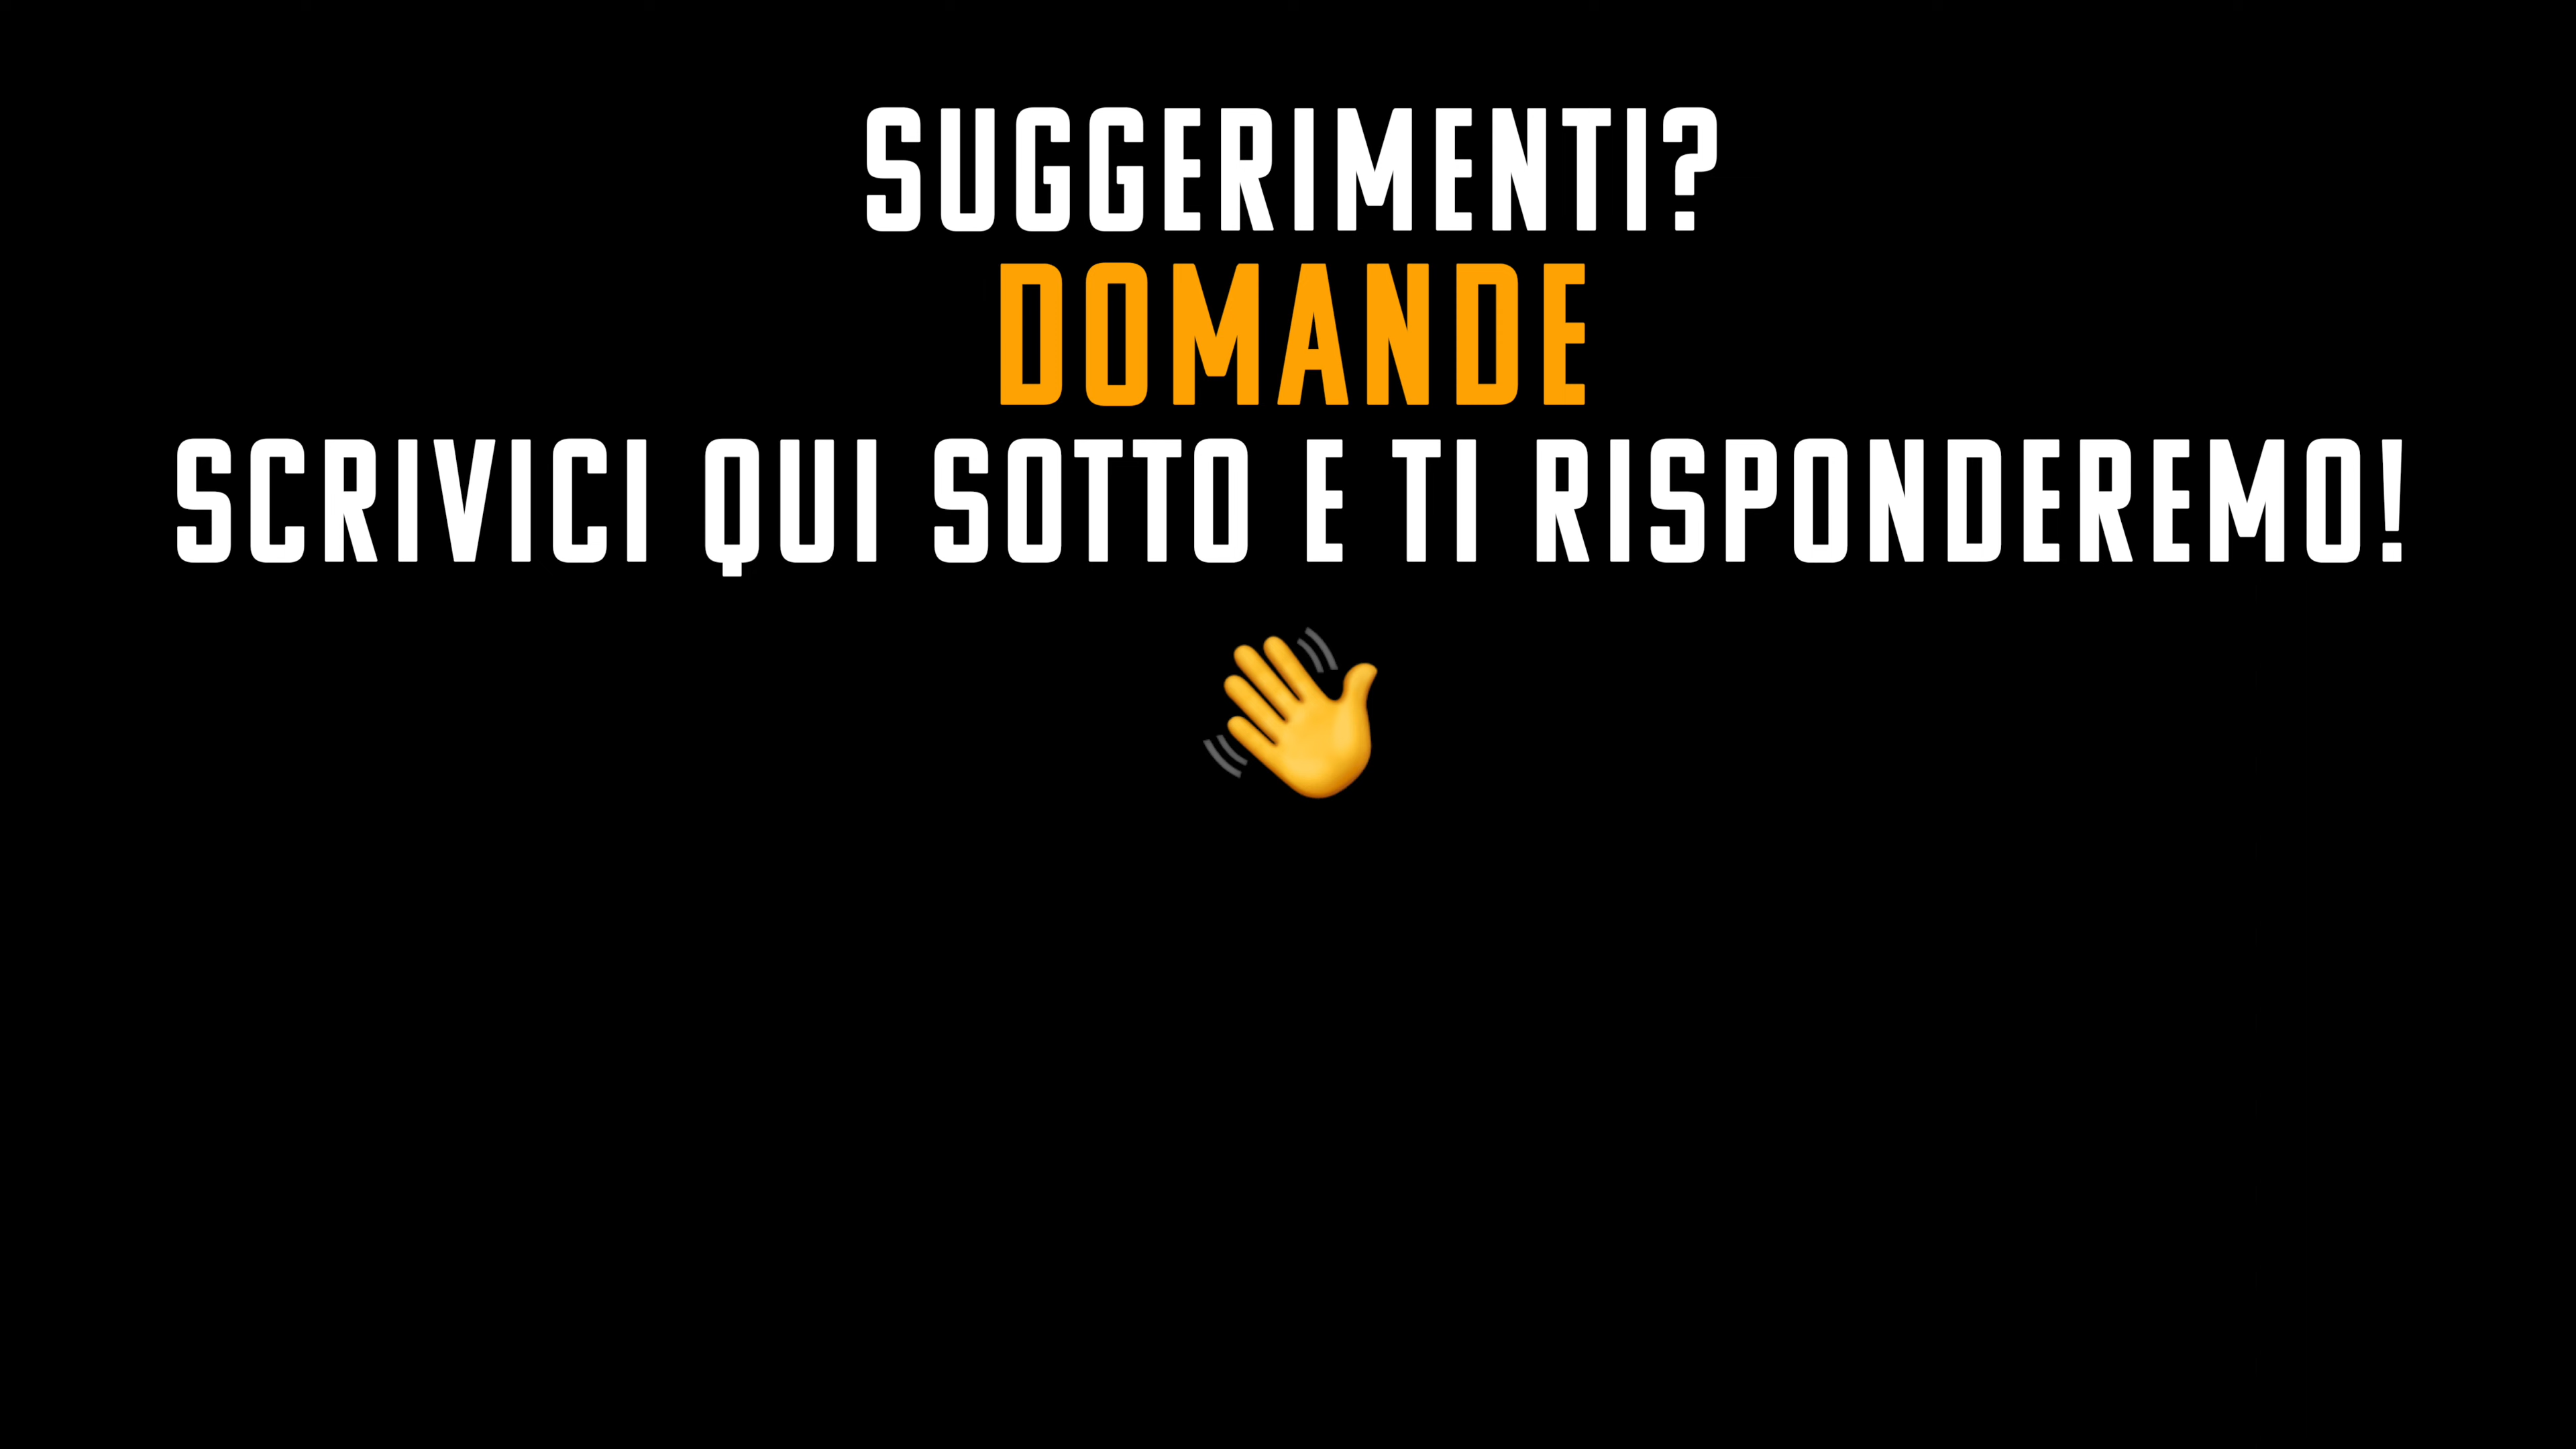 SUGGERIMENTI?
DOMANDE
SCRIVICI QUI SOTTO E TI RISPONDEREMO!
👋